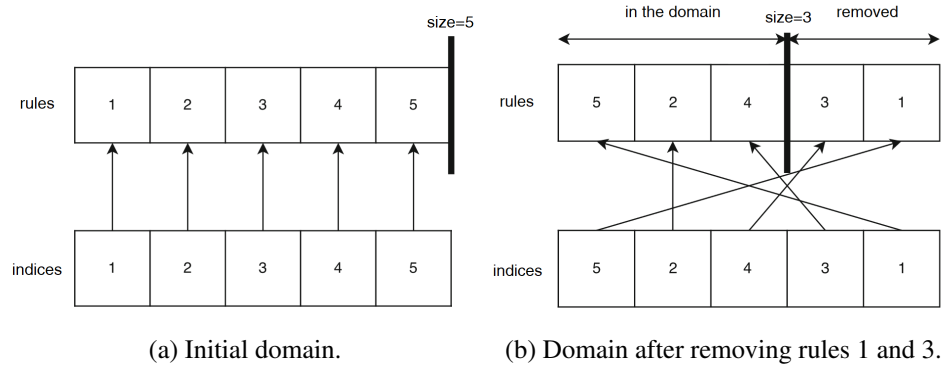 size=5
rules 1 2 3 4 5
indices 1 2 3 4 5
(a) Initial domain.
in the domain size=3 removed
rules 5 2 4 3 1
indices 5 2 4 3 1
(b) Domain after removing rules 1 and 3.